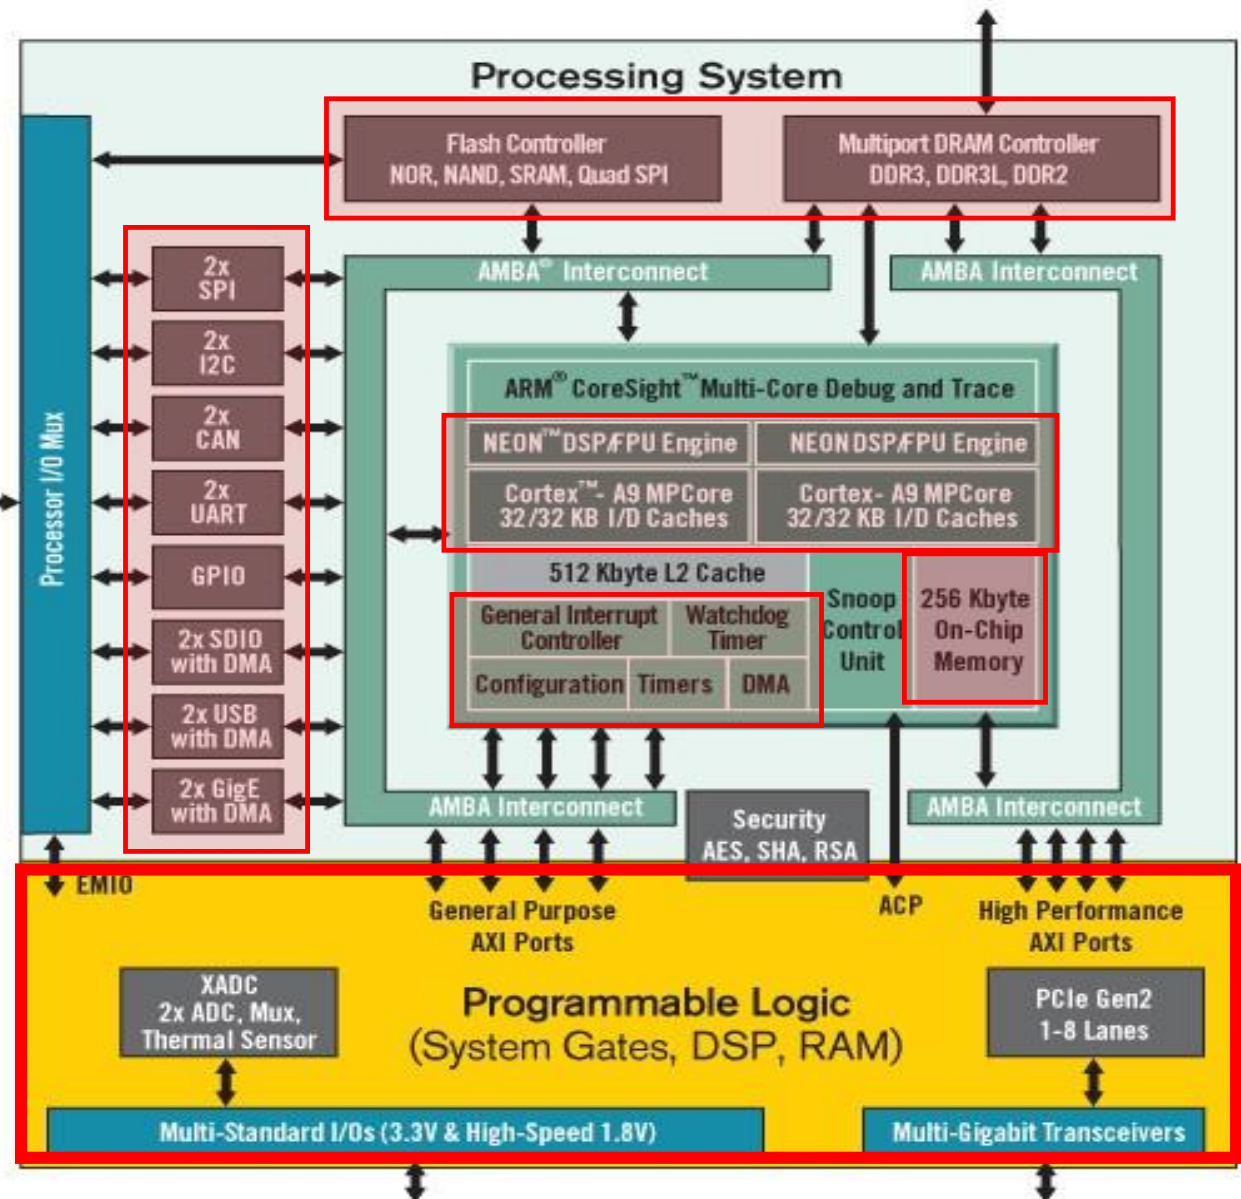 Processing System
Flash Controller
NOR, NAND, SRAM, Quad SPI
Multiport DRAM Controller
DDR3, DDR3L, DDR2
AMBA® Interconnect
AMBA Interconnect
Processor I/O Mux
2x
SPI
2x
I2C
2x
CAN
2x
UART
GPIO
2x SDIO
with DMA
2x USB
with DMA
2x GigE
with DMA
ARM® CoreSight™ Multi-Core Debug and Trace
NEON™ DSP/FPU Engine
NEON DSP/FPU Engine
Cortex™- A9 MPCore
32/32 KB I/D Caches
Cortex- A9 MPCore
32/32 KB I/D Caches
512 Kbyte L2 Cache
General Interrupt
Controller
Watchdog
Timer
Configuration
Timers
DMA
Snoop
Control
Unit
256 Kbyte
On-Chip
Memory
AMBA Interconnect
Security
AES, SHA, RSA
AMBA Interconnect
EMIO
General Purpose
AXI Ports
ACP
High Performance
AXI Ports
XADC
2x ADC, Mux,
Thermal Sensor
Programmable Logic
(System Gates, DSP, RAM)
PCIe Gen2
1-8 Lanes
Multi-Standard I/Os (3.3V & High-Speed 1.8V)
Multi-Gigabit Transceivers